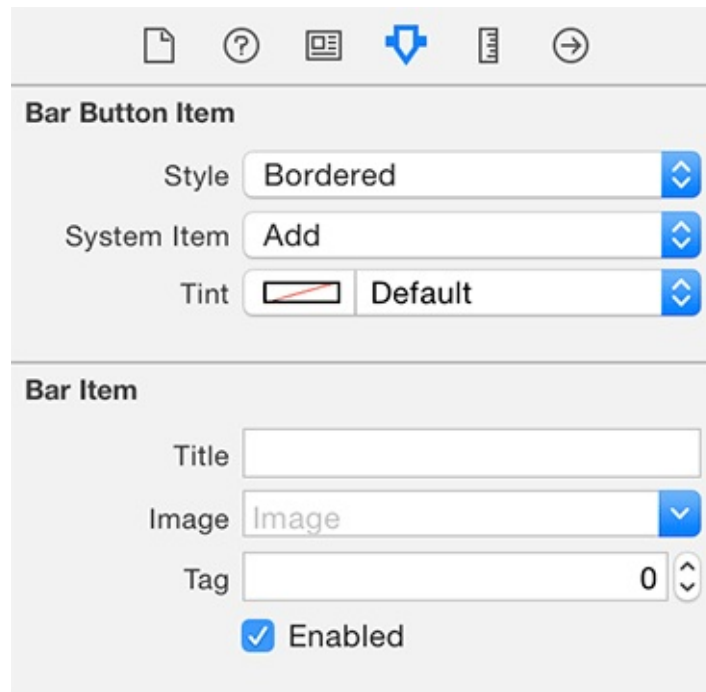 Bar Button Item
Style Bordered
System Item Add
Tint Default
Bar Item
Title
Image Image
Tag 0
Enabled